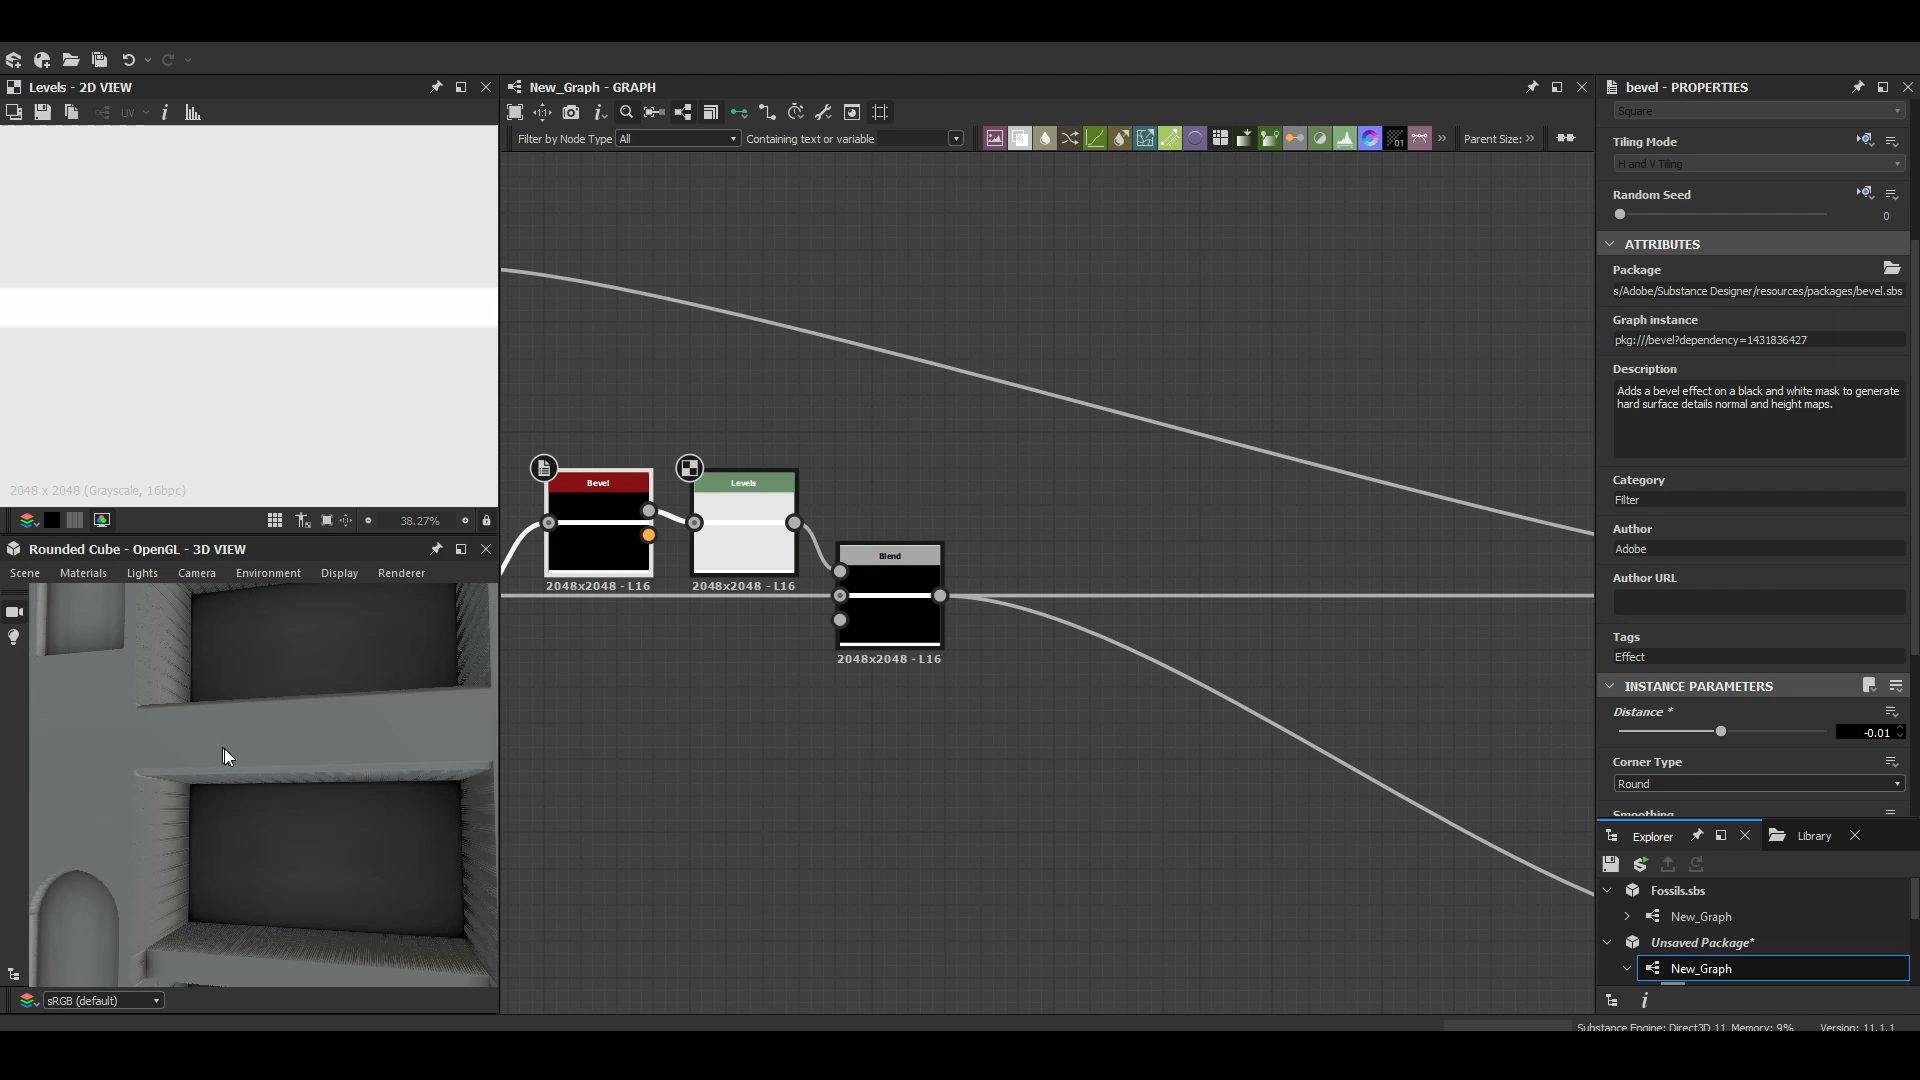 Levels - 2D VIEW
New_Graph - GRAPH
bevel - PROPERTIES
UV
Filter by Node Type
All
Containing text or variable
01
Parent Size:
Square
Tiling Mode
H and V Tiling
Random Seed
0
ATTRIBUTES
Package
s/Adobe/Substance Designer/resources/packages/bevel.sbs
Graph instance
pkg:///bevel?dependency=1431836427
Description
Adds a bevel effect on a black and white mask to generate
hard surface details normal and height maps.
Category
Filter
Author
Adobe
Author URL
Tags
Effect
INSTANCE PARAMETERS
Distance *
-0.01
Corner Type
Round
Smoothing
2048 x 2048 (Grayscale, 16bpc)
38.27%
Rounded Cube - OpenGL - 3D VIEW
Scene Materials Lights Camera Environment Display Renderer
sRGB (default)
Bevel
2048x2048 - L16
Levels
2048x2048 - L16
Blend
2048x2048 - L16
Explorer
Library
Fossils.sbs
New_Graph
Unsaved Package*
New_Graph
Substance Engine: Direct3D 11 Memory: 9% Version: 11.1.1